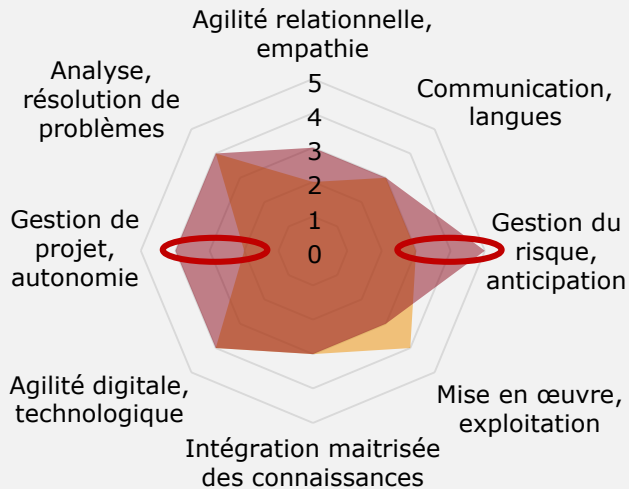 Agilité relationnelle,
empathie
Analyse,
résolution de
problèmes
Communication,
langues
5
4
3
2
1
0
Gestion de
projet,
autonomie
Gestion du
risque,
anticipation
Agilité digitale,
technologique
Mise en œuvre,
exploitation
Intégration maitrisée
des connaissances